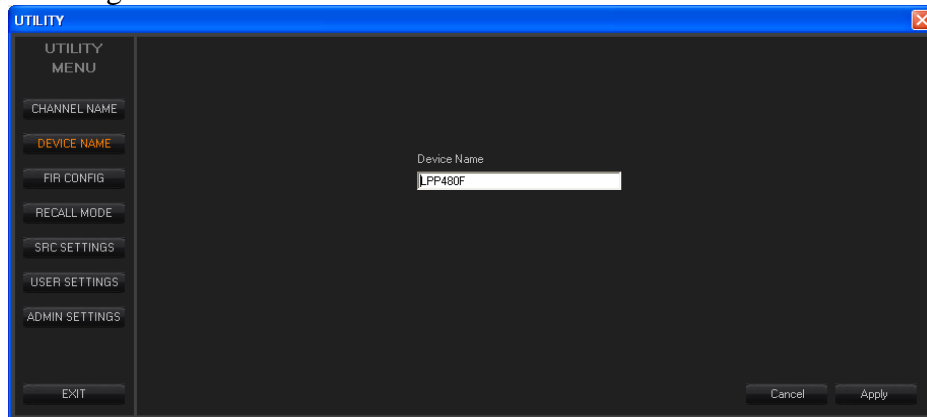 UTILITY
UTILITY
MENU
CHANNEL NAME
DEVICE NAME
FIR CONFIG
RECALL MODE
SRC SETTINGS
USER SETTINGS
ADMIN SETTINGS
EXIT
Device Name
LPP480F
Cancel Apply